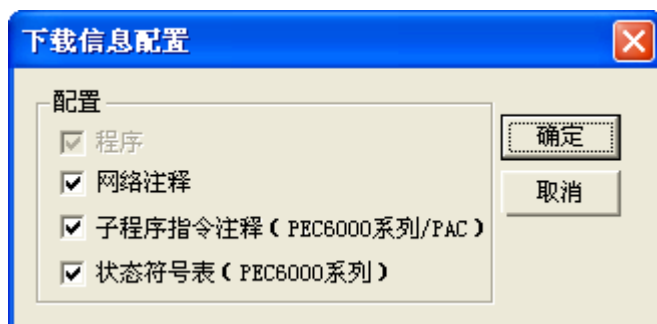 下载信息配置
配置
程序
确定
网络注释
取消
子程序指令注释(PEC6000系列/PAC)
状态符号表(PEC6000系列)